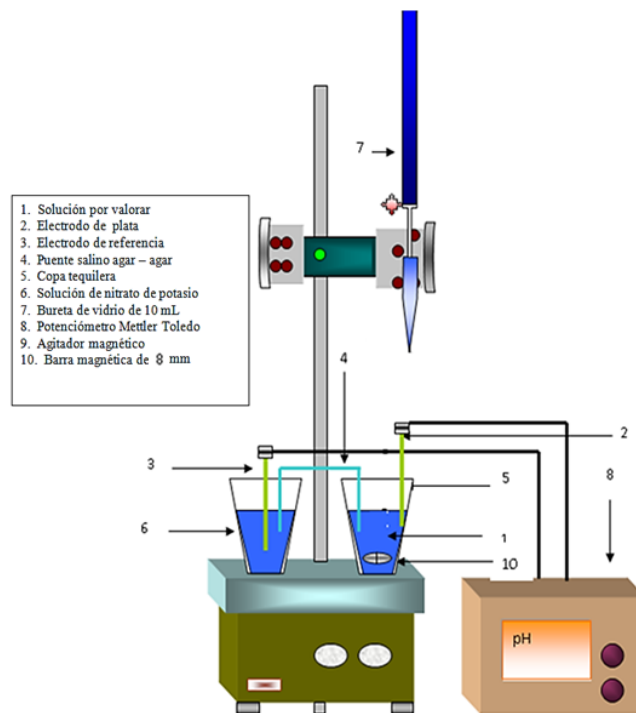 7
1. Solución por valorar
2. Electrodo de plata
3. Electrodo de referencia
4. Puente salino agar – agar
5. Copa tequilera
6. Solución de nitrato de potasio
7. Bureta de vidrio de 10 mL
8. Potenciómetro Mettler Toledo
9. Agitador magnético
10. Barra magnética de 8 mm
4
2
3
5
8
6
1
10
pH